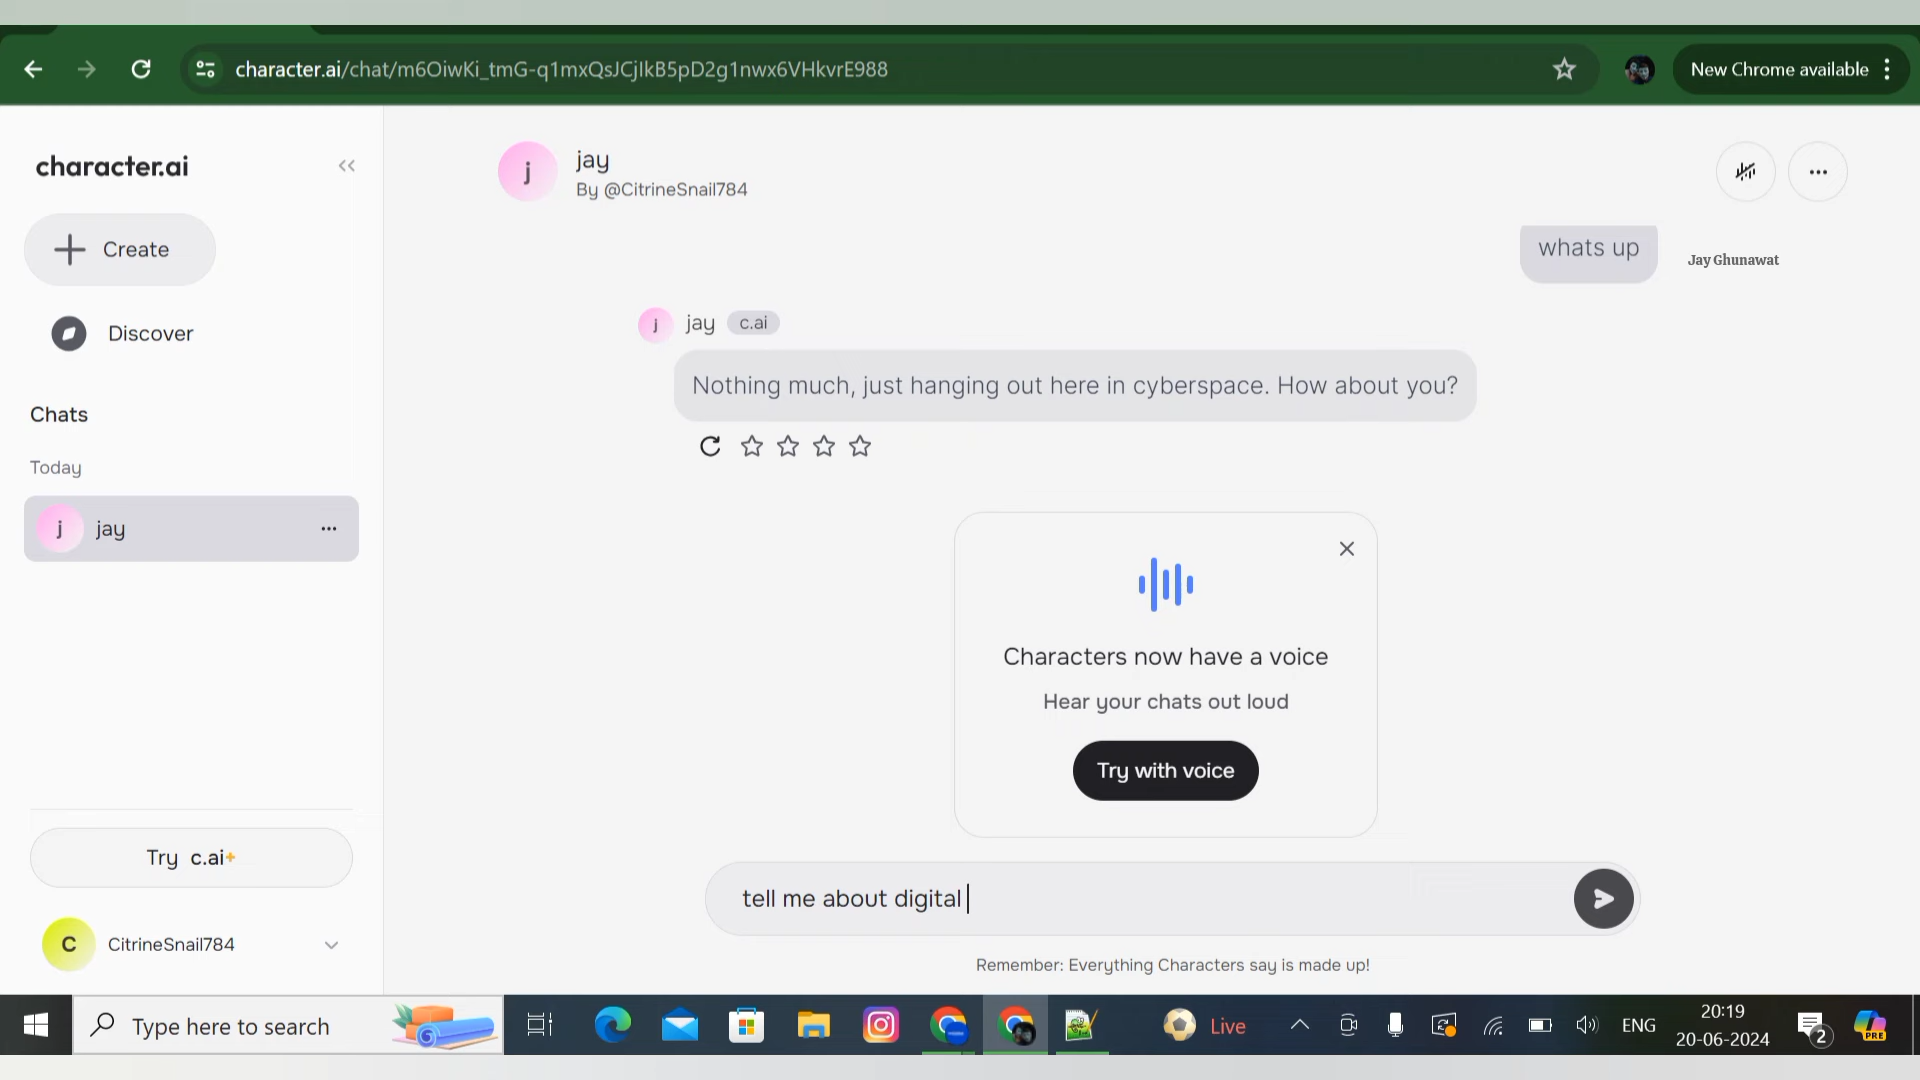 character.ai/chat/m6OiwKi_tmG-q1mxQsJCjIkB5pD2g1nwx6VHkvrE988
New Chrome available
character.ai
Create
Discover
Chats
Today
j jay
Try c.ai+
C CitrineSnail784
j jay
By @CitrineSnail784
whats up
Jay Ghunawat
j jay c.ai
Nothing much, just hanging out here in cyberspace. How about you?
Characters now have a voice
Hear your chats out loud
Try with voice
tell me about digital
Remember: Everything Characters say is made up!
Type here to search
Live
ENG
20:19
20-06-2024
2
PRE